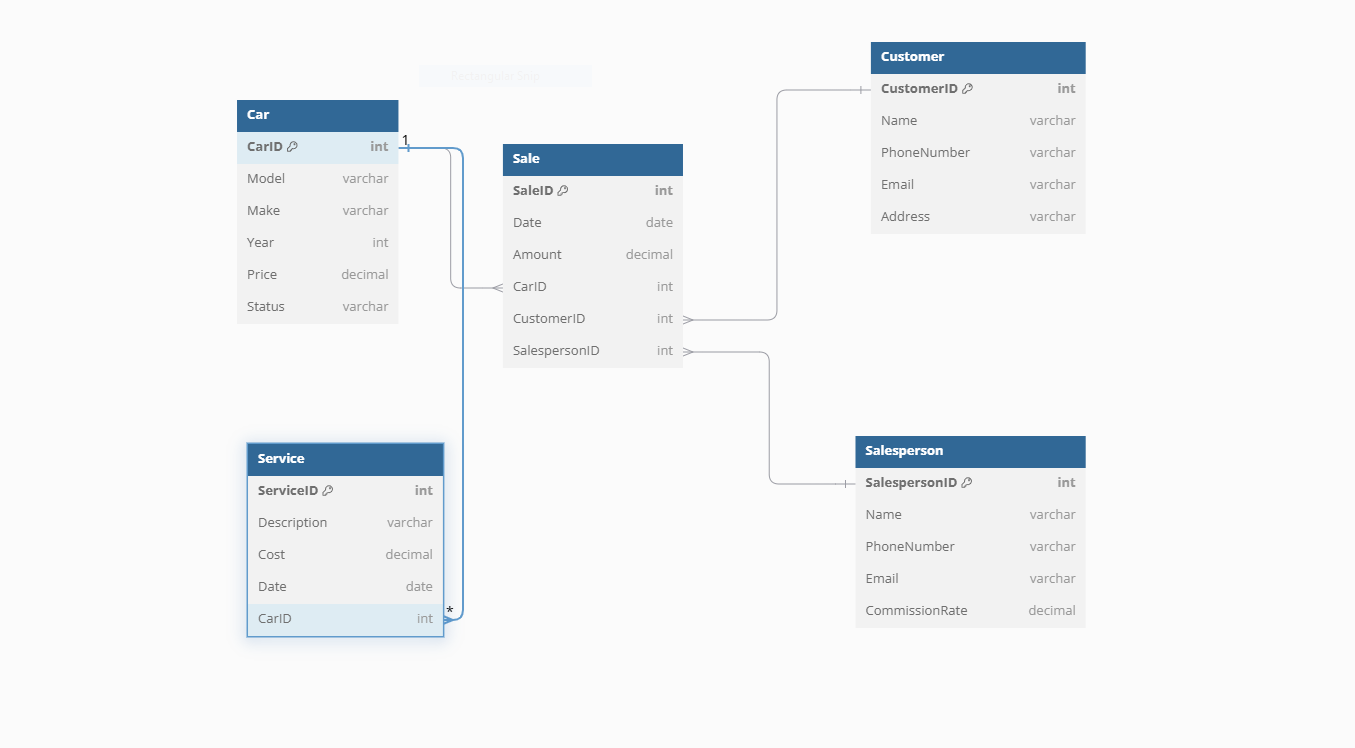 Car
CarID int
Model varchar
Make varchar
Year int
Price decimal
Status varchar
1
Rectangular Snip
Sale
SaleID int
Date date
Amount decimal
CarID int
CustomerID int
SalespersonID int
Customer
CustomerID int
Name varchar
PhoneNumber varchar
Email varchar
Address varchar
Service
ServiceID int
Description varchar
Cost decimal
Date date
CarID int
*
Salesperson
SalespersonID int
Name varchar
PhoneNumber varchar
Email varchar
CommissionRate decimal